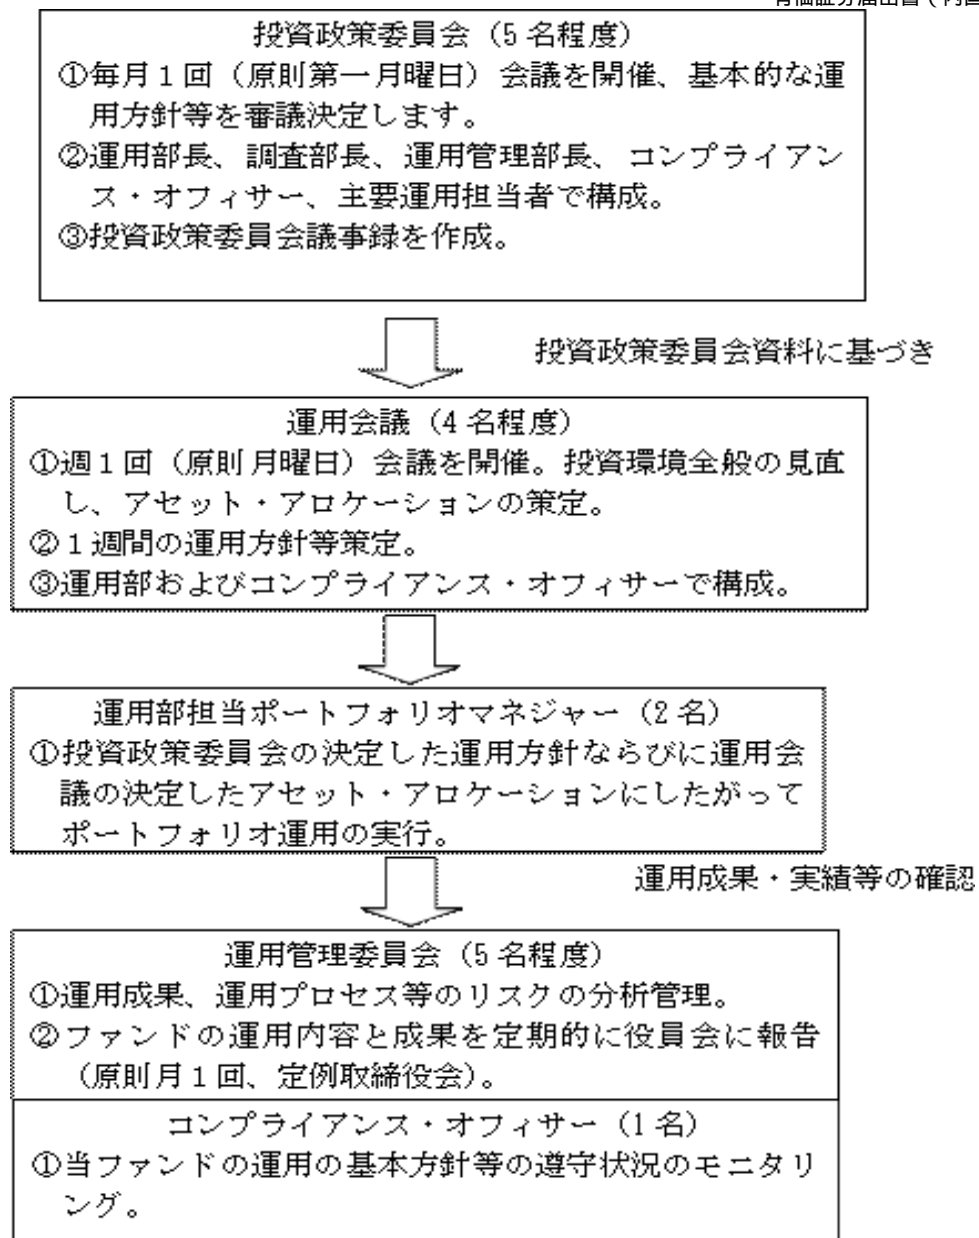 有価証券届出書（内国
投資政策委員会（5名程度）
①毎月1回（原則第一月曜日）会議を開催、基本的な運
用方針等を審議決定します。
②運用部長、調査部長、運用管理部長、コンプライアン
ス・オフィサー、主要運用担当者で構成。
③投資政策委員会議事録を作成。
投資政策委員会資料に基づき
運用会議（4名程度）
①週1回（原則月曜日）会議を開催。投資環境全般の見直
し、アセット・アロケーションの策定。
②1週間の運用方針等策定。
③運用部およびコンプライアンス・オフィサーで構成。
運用部担当ポートフォリオマネジャー（2名）
①投資政策委員会の決定した運用方針ならびに運用会
議の決定したアセット・アロケーションにしたがって
ポートフォリオ運用の実行。
運用成果・実績等の確認
運用管理委員会（5名程度）
①運用成果、運用プロセス等のリスクの分析管理。
②ファンドの運用内容と成果を定期的に役員会に報告
（原則月1回、定例取締役会）。
コンプライアンス・オフィサー（1名）
①当ファンドの運用の基本方針等の遵守状況のモニタリ
ング。